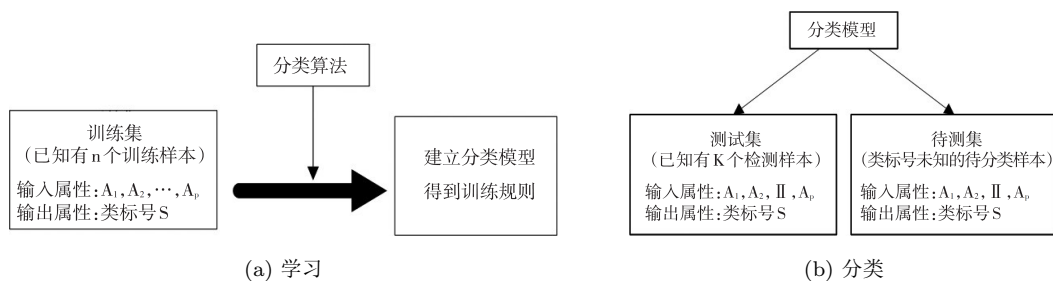 分类算法
训练集
(已知有n个训练样本)
输入属性:A₁,A₂,⋯,Aₚ
输出属性:类标号S
建立分类模型
得到训练规则
(a) 学习
分类模型
测试集
(已知有K个检测样本)
输入属性:A₁,A₂,Ⅱ,Aₚ
输出属性:类标号S
待测集
(类标号未知的待分类样本)
输入属性:A₁,A₂,Ⅱ,Aₚ
输出属性:类标号S
(b) 分类